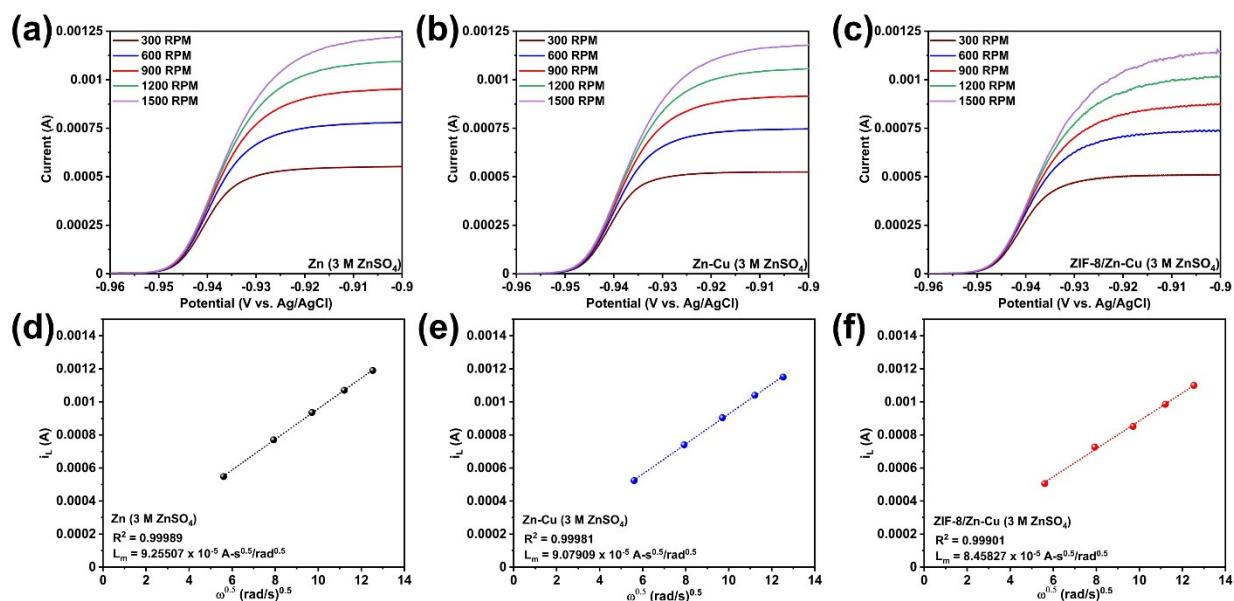 (a)
300 RPM
600 RPM
900 RPM
1200 RPM
1500 RPM
0.00125
0.001
0.00075
0.0005
0.00025
0
Current (A)
Zn (3 M ZnSO₄)
-0.96 -0.95 -0.94 -0.93 -0.92 -0.91 -0.9
Potential (V vs. Ag/AgCl)
(b)
300 RPM
600 RPM
900 RPM
1200 RPM
1500 RPM
0.00125
0.001
0.00075
0.0005
0.00025
0
Current (A)
Zn-Cu (3 M ZnSO₄)
-0.96 -0.95 -0.94 -0.93 -0.92 -0.91 -0.9
Potential (V vs. Ag/AgCl)
(c)
300 RPM
600 RPM
900 RPM
1200 RPM
1500 RPM
0.00125
0.001
0.00075
0.0005
0.00025
0
Current (A)
ZIF-8/Zn-Cu (3 M ZnSO₄)
-0.96 -0.95 -0.94 -0.93 -0.92 -0.91 -0.9
Potential (V vs. Ag/AgCl)
(d)
0.0014
0.0012
0.001
0.0008
0.0006
0.0004
0.0002
0
i_L (A)
Zn (3 M ZnSO₄)
R² = 0.99989
L_m = 9.25507 x 10⁻⁵ A-s⁰·⁵/rad⁰·⁵
0 2 4 6 8 10 12 14
ω⁰·⁵ (rad/s)⁰·⁵
(e)
0.0014
0.0012
0.001
0.0008
0.0006
0.0004
0.0002
0
i_L (A)
Zn-Cu (3 M ZnSO₄)
R² = 0.99981
L_m = 9.07909 x 10⁻⁵ A-s⁰·⁵/rad⁰·⁵
0 2 4 6 8 10 12 14
ω⁰·⁵ (rad/s)⁰·⁵
(f)
0.0014
0.0012
0.001
0.0008
0.0006
0.0004
0.0002
0
i_L (A)
ZIF-8/Zn-Cu (3 M ZnSO₄)
R² = 0.99901
L_m = 8.45827 x 10⁻⁵ A-s⁰·⁵/rad⁰·⁵
0 2 4 6 8 10 12 14
ω⁰·⁵ (rad/s)⁰·⁵